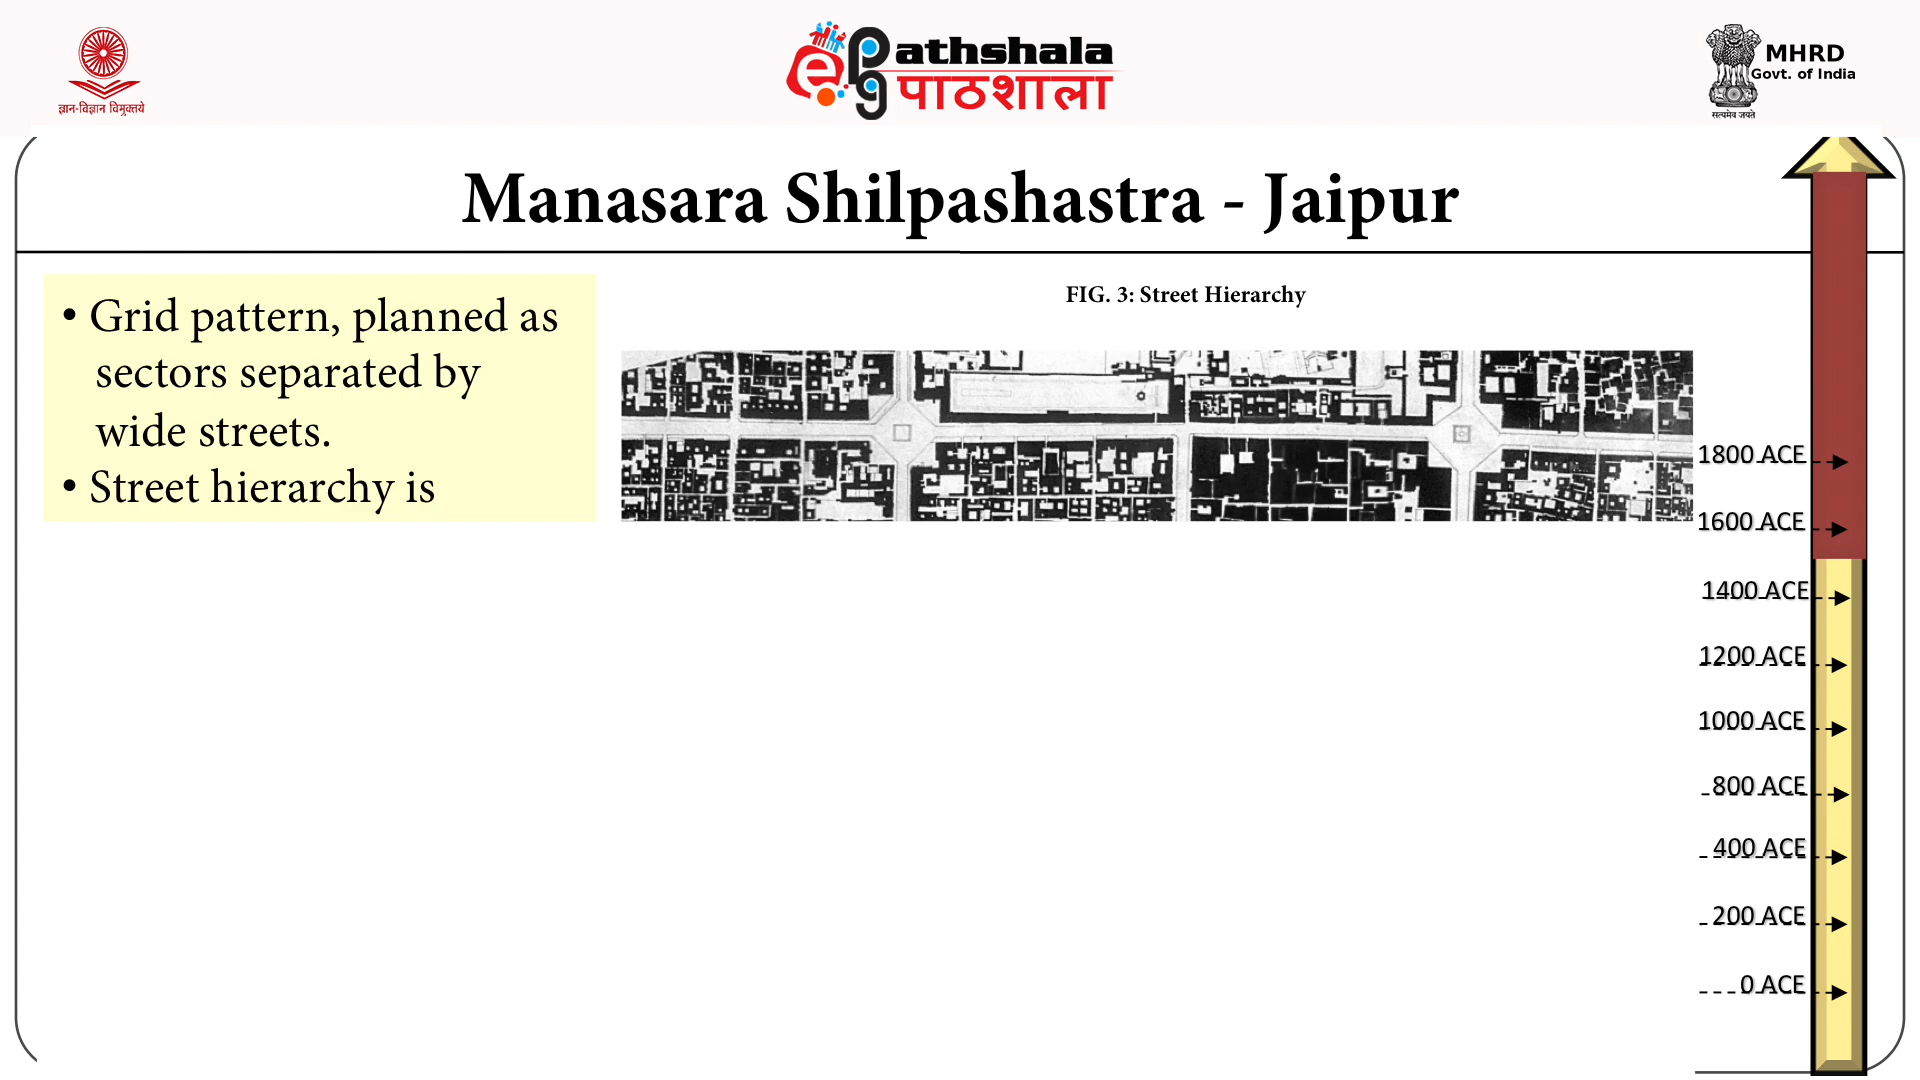 ज्ञान-विज्ञान विमुक्तये
ePGathshala
पाठशाला
MHRD
Govt. of India
सत्यमेव जयते
Manasara Shilpashastra - Jaipur
• Grid pattern, planned as
sectors separated by
wide streets.
• Street hierarchy is
FIG. 3: Street Hierarchy
1800 ACE
1600 ACE
1400 ACE
1200 ACE
1000 ACE
800 ACE
400 ACE
200 ACE
0 ACE